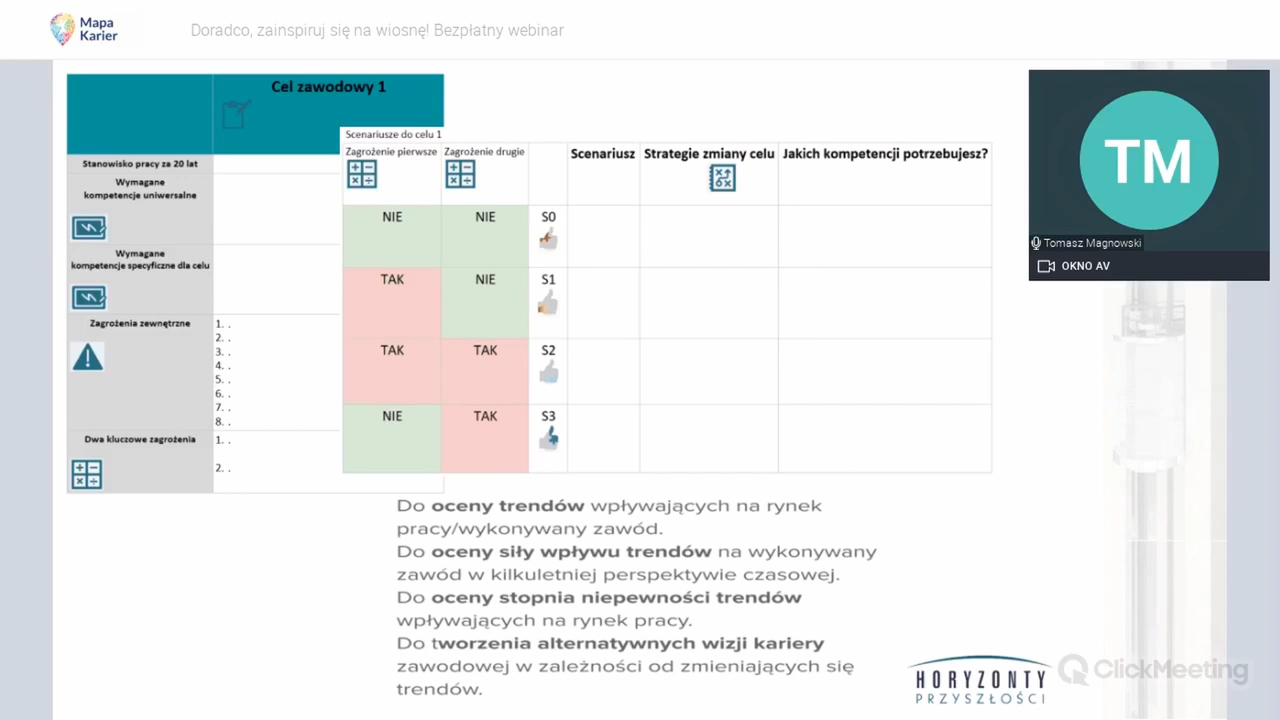 Mapa
Karier
Doradco, zainspiruj się na wiosnę! Bezpłatny webinar
Cel zawodowy 1
Stanowisko pracy za 20 lat
Wymagane
kompetencje uniwersalne
Wymagane
kompetencje specyficzne dla celu
Zagrożenia zewnętrzne
1. .
2. .
3. .
4. .
5. .
6. .
7. .
8. .
Dwa kluczowe zagrożenia
1. .
2. .
Scenariusze do celu 1
Zagrożenie pierwsze Zagrożenie drugie Scenariusz Strategie zmiany celu Jakich kompetencji potrzebujesz?
NIE NIE S0
TAK NIE S1
TAK TAK S2
NIE TAK S3
TM
Tomasz Magnowski
OKNO AV
Do oceny trendów wpływających na rynek
pracy/wykonywany zawód.
Do oceny siły wpływu trendów na wykonywany
zawód w kilkuletniej perspektywie czasowej.
Do oceny stopnia niepewności trendów
wpływających na rynek pracy.
Do tworzenia alternatywnych wizji kariery
zawodowej w zależności od zmieniających się
trendów.
HORYZONTY
PRZYSZŁOŚCI
ClickMeeting